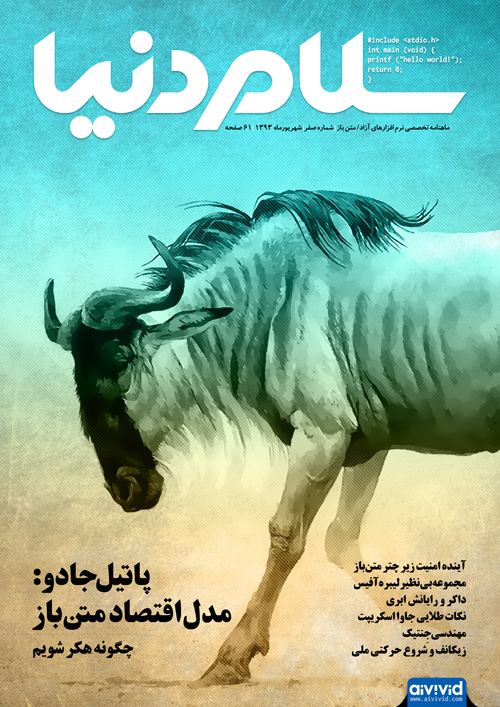 سلام دنیا
#include <stdio.h>
int main (void) {
printf ("hello world!");
return 0;
}
ماهنامه تخصصی نرم افزارهای آزاد/متن باز شماره صفر شهریورماه ۱۳۹۳ ۶۱ صفحه
پاتیل جادو:
مدل اقتصاد متن‌باز
چگونه هکر شویم
آینده امنیت زیر چتر متن‌باز
مجموعه بی‌نظیر لیبره آفیس
داکر و رایانش ابری
نکات طلایی جاوا اسکریپت
مهندسی جنتیک
زیکانف و شروع حرکتی ملی
aivivid
www.aivivid.com